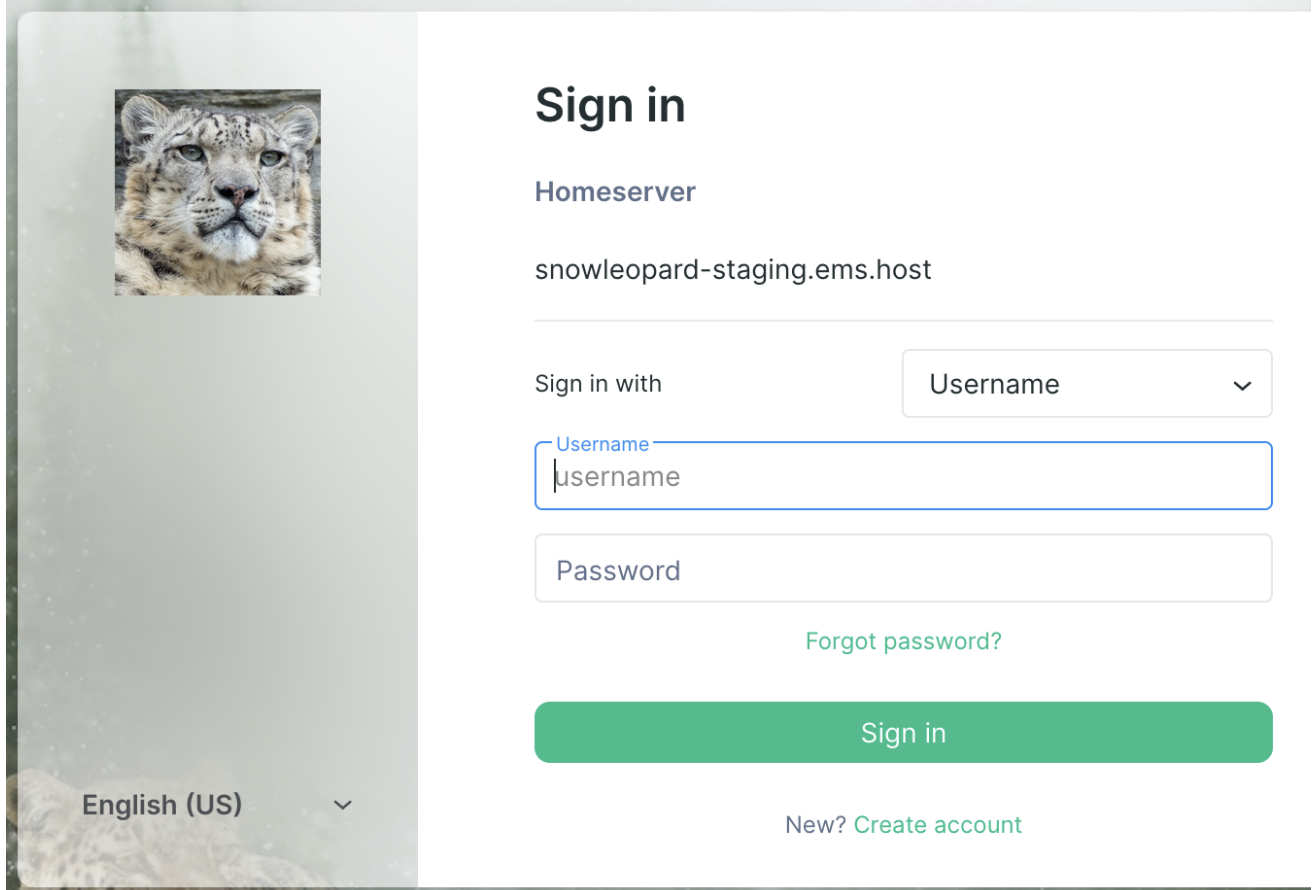 Sign in
Homeserver
snowleopard-staging.ems.host
Sign in with
Username
Username
username
Password
Forgot password?
Sign in
New? Create account
English (US)